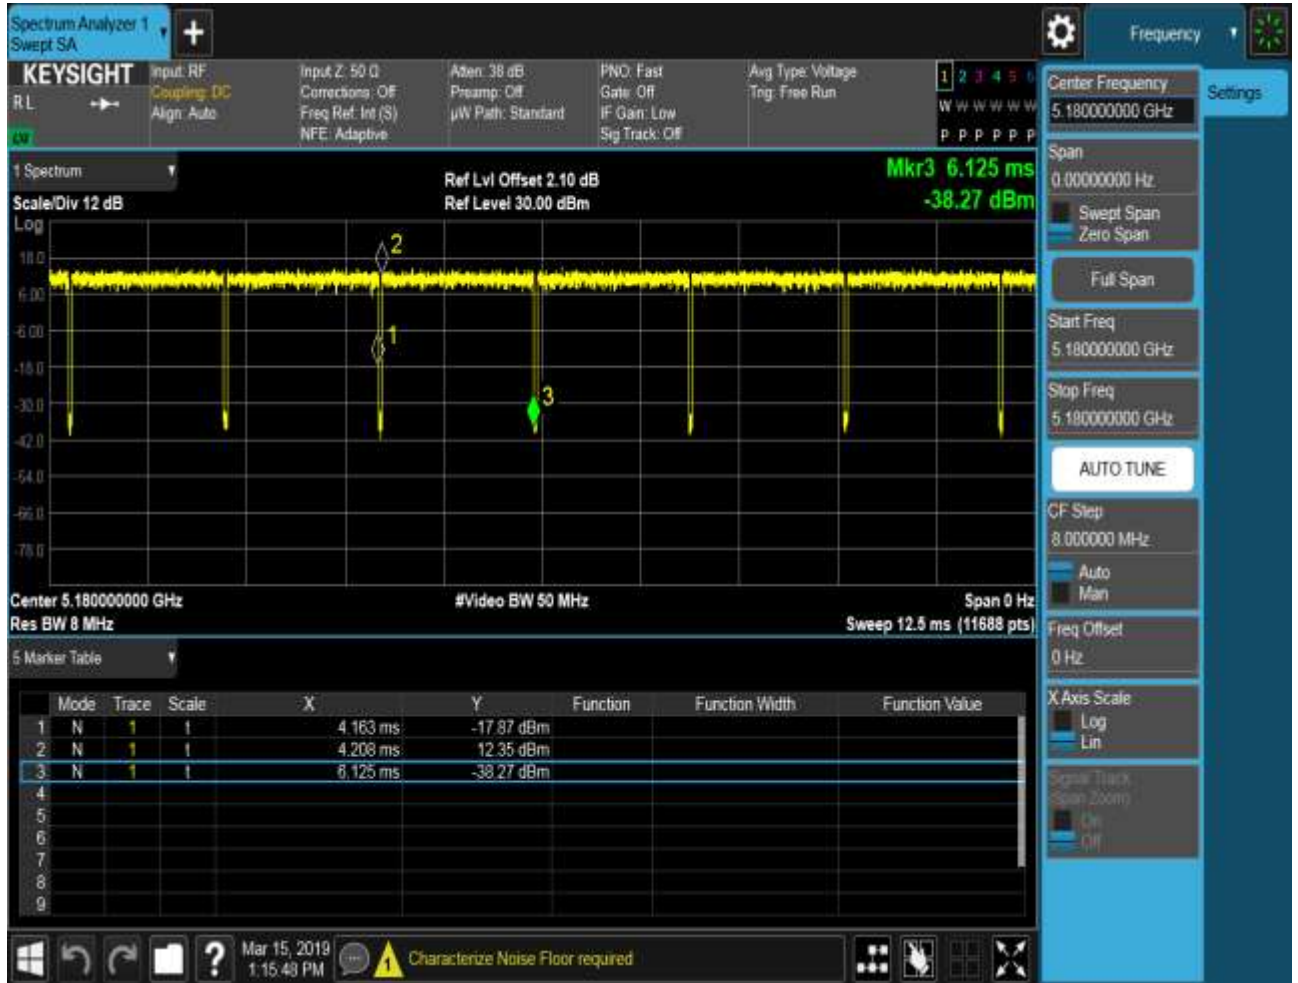 Spectrum Analyzer 1
Swept SA
+
Frequency
KEYSIGHT
RL
Input: RF
Coupling: DC
Align: Auto
Input Z: 50 Ω
Corrections: Off
Freq Ref: Int (S)
NFE: Adaptive
Atten: 38 dB
Preamp: Off
µW Path: Standard
PNO: Fast
Gate: Off
IF Gain: Low
Sig Track: Off
Avg Type: Voltage
Trig: Free Run
1 2 3 4 5 6
W W W W W W
P P P P P P
1 Spectrum
Scale/Div 12 dB
Ref Lvl Offset 2.10 dB
Ref Level 30.00 dBm
Mkr3 6.125 ms
-38.27 dBm
Log
18.0
6.00
-6.00
-18.0
-30.0
-42.0
-54.0
-66.0
-78.0
2
1
3
Center 5.180000000 GHz
#Video BW 50 MHz
Span 0 Hz
Res BW 8 MHz
Sweep 12.5 ms (11688 pts)
5 Marker Table
Mode Trace Scale X Y Function Function Width Function Value
1 N 1 t 4.163 ms -17.87 dBm
2 N 1 t 4.208 ms 12.35 dBm
3 N 1 t 6.125 ms -38.27 dBm
4
5
6
7
8
9
Center Frequency
5.180000000 GHz
Settings
Span
0.00000000 Hz
Swept Span
Zero Span
Full Span
Start Freq
5.180000000 GHz
Stop Freq
5.180000000 GHz
AUTO TUNE
CF Step
8.000000 MHz
Auto
Man
Freq Offset
0 Hz
X Axis Scale
Log
Lin
Signal Track
(Span Zoom)
On
Off
?
Mar 15, 2019
1:15:48 PM
1
Characterize Noise Floor required